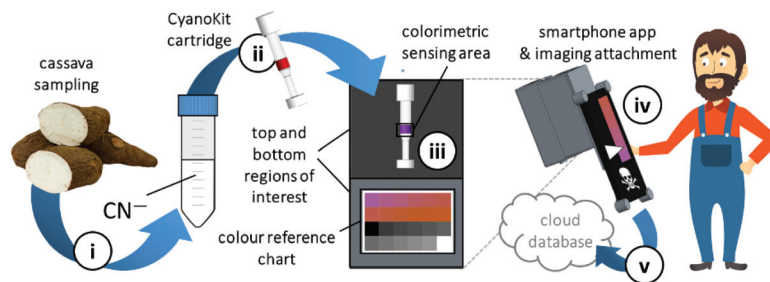 cassava
sampling
CyanoKit
cartridge
ii
colorimetric
sensing area
smartphone app
& imaging attachment
iv
iii
top and
bottom
regions of
interest
CN⁻
colour reference
chart
cloud
database
i
v